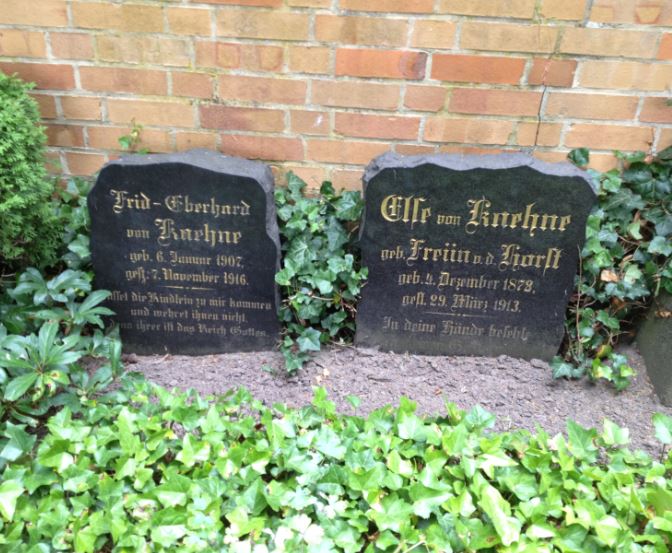 Frid-Eberhard
von Kaehne
geb. 6. Januar 1907,
gest. 7. November 1916.
Lasset die Kindlein zu mir kommen
und wehret ihnen nicht,
denn ihrer ist das Reich Gottes.
Else von Kaehne
geb. Freiin v. d. Horst
geb. 4. Dezember 1878,
gest. 29. März 1913.
In deine Hände befehl